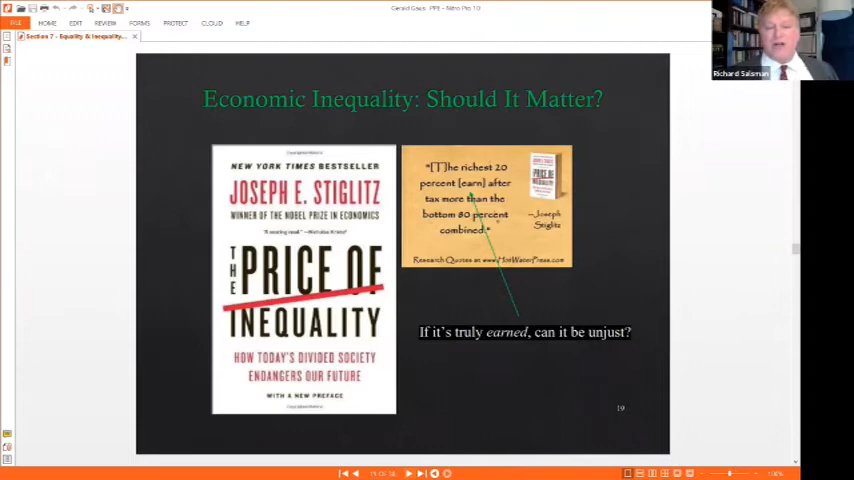 Gerald Gaus PPE - Nitro Pro 10
FILE
HOME
EDIT
REVIEW
FORMS
PROTECT
CLOUD
HELP
Section 7 - Equality & Inequality...
Richard Salsman
Economic Inequality: Should It Matter?
NEW YORK TIMES BESTSELLER
JOSEPH E. STIGLITZ
WINNER OF THE NOBEL PRIZE IN ECONOMICS
THE
PRICE OF
INEQUALITY
HOW TODAY'S DIVIDED SOCIETY
ENDANGERS OUR FUTURE
WITH A NEW PREFACE
"[T]he richest 20
percent [earn] after
tax more than the
bottom 80 percent
combined."
—Joseph
Stiglitz
Research Quotes at www.HotWaterPress.com
If it's truly earned, can it be unjust?
19
100%